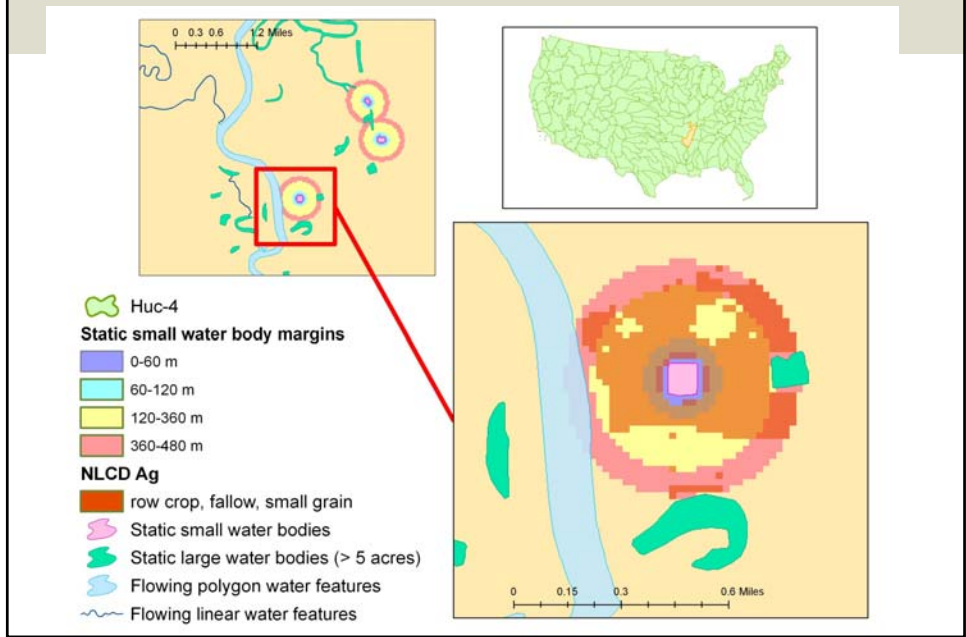 0 0.3 0.6 1.2 Miles
Huc-4
Static small water body margins
0-60 m
60-120 m
120-360 m
360-480 m
NLCD Ag
row crop, fallow, small grain
Static small water bodies
Static large water bodies (> 5 acres)
Flowing polygon water features
Flowing linear water features
0 0.15 0.3 0.6 Miles